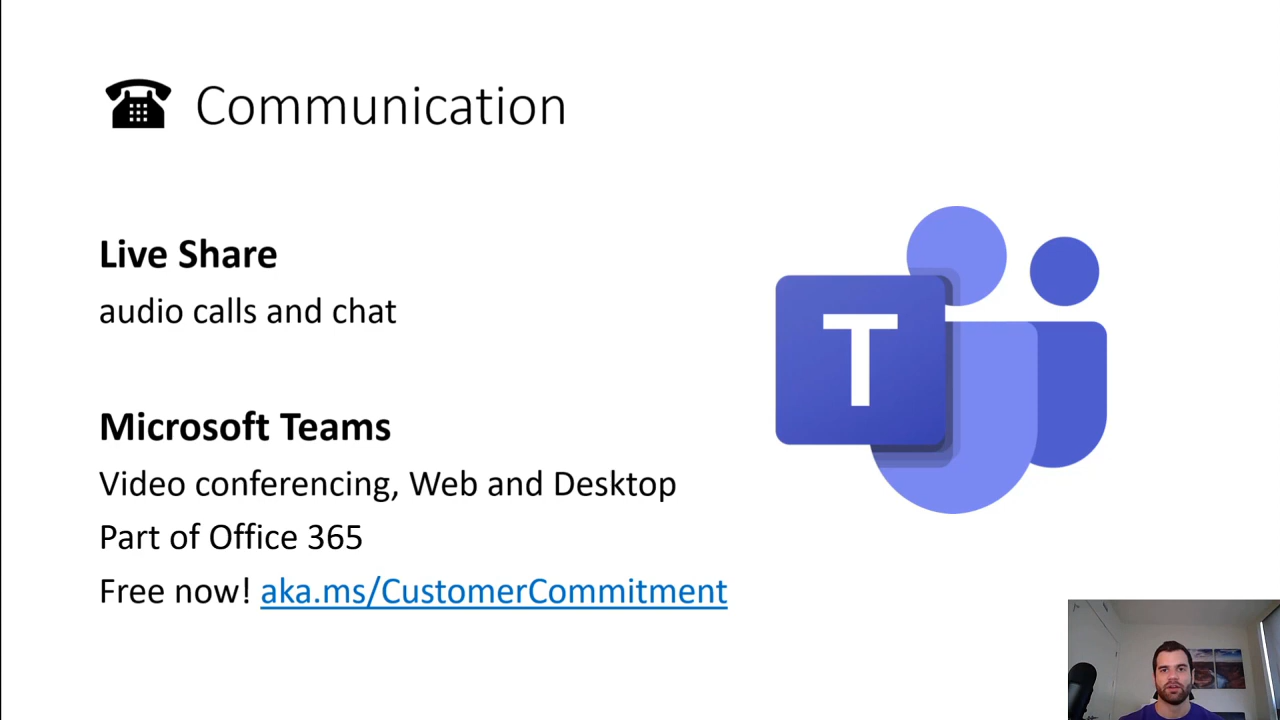 Communication
Live Share
audio calls and chat
Microsoft Teams
Video conferencing, Web and Desktop
Part of Office 365
Free now! aka.ms/CustomerCommitment
T